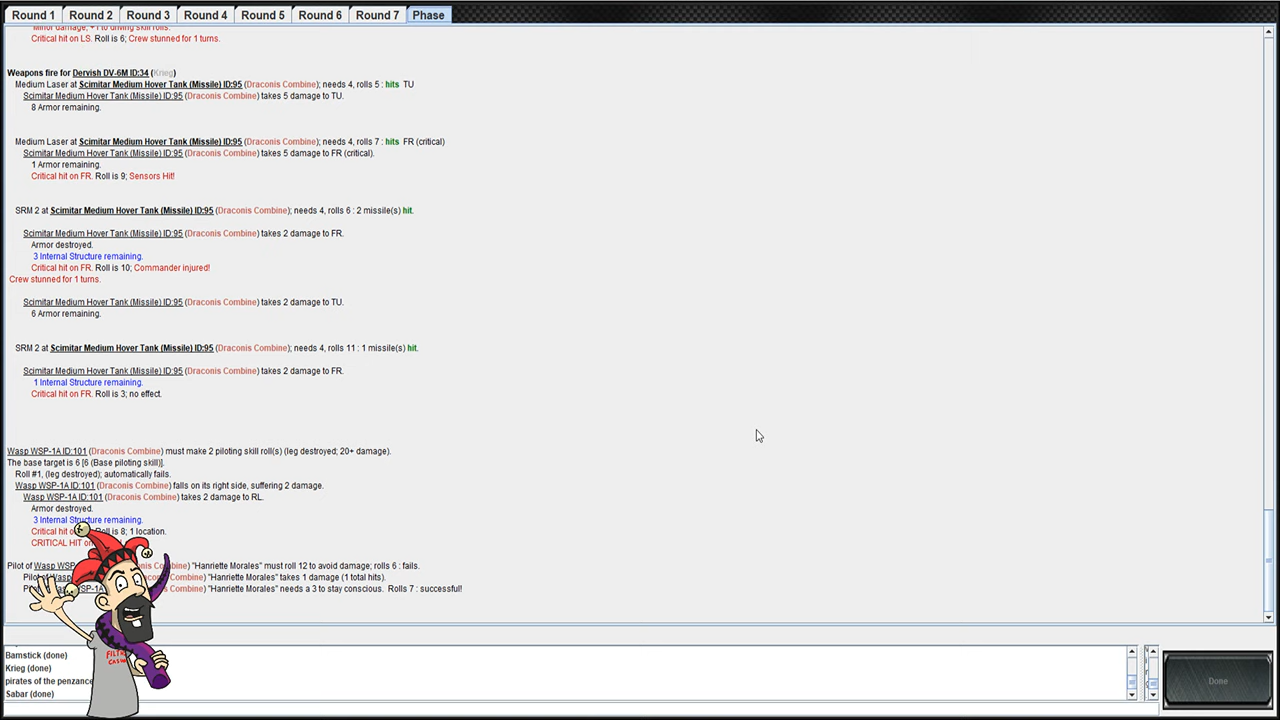 Round 1 Round 2 Round 3 Round 4 Round 5 Round 6 Round 7 Phase
Minor damage, +1 to driving skill rolls.
Critical hit on LS. Roll is 6; Crew stunned for 1 turns.
Weapons fire for Dervish DV-6M ID:34 (Krieg)
Medium Laser at Scimitar Medium Hover Tank (Missile) ID:95 (Draconis Combine); needs 4, rolls 5 : hits TU
Scimitar Medium Hover Tank (Missile) ID:95 (Draconis Combine) takes 5 damage to TU.
8 Armor remaining.
Medium Laser at Scimitar Medium Hover Tank (Missile) ID:95 (Draconis Combine); needs 4, rolls 7 : hits FR (critical)
Scimitar Medium Hover Tank (Missile) ID:95 (Draconis Combine) takes 5 damage to FR (critical).
1 Armor remaining.
Critical hit on FR. Roll is 9; Sensors Hit!
SRM 2 at Scimitar Medium Hover Tank (Missile) ID:95 (Draconis Combine); needs 4, rolls 6 : 2 missile(s) hit.
Scimitar Medium Hover Tank (Missile) ID:95 (Draconis Combine) takes 2 damage to FR.
Armor destroyed.
3 Internal Structure remaining.
Critical hit on FR. Roll is 10; Commander injured!
Crew stunned for 1 turns.
Scimitar Medium Hover Tank (Missile) ID:95 (Draconis Combine) takes 2 damage to TU.
6 Armor remaining.
SRM 2 at Scimitar Medium Hover Tank (Missile) ID:95 (Draconis Combine); needs 4, rolls 11 : 1 missile(s) hit.
Scimitar Medium Hover Tank (Missile) ID:95 (Draconis Combine) takes 2 damage to FR.
1 Internal Structure remaining.
Critical hit on FR. Roll is 3; no effect.
Wasp WSP-1A ID:101 (Draconis Combine) must make 2 piloting skill roll(s) (leg destroyed; 20+ damage).
The base target is 6 [6 (Base piloting skill)].
Roll #1, (leg destroyed); automatically fails.
Wasp WSP-1A ID:101 (Draconis Combine) falls on its right side, suffering 2 damage.
Wasp WSP-1A ID:101 (Draconis Combine) takes 2 damage to RL.
Armor destroyed.
3 Internal Structure remaining.
Critical hit is 8; 1 location.
CRITICAL HIT on
Pilot of Wasp WSP Combine) "Hanriette Morales" must roll 12 to avoid damage; rolls 6 : fails.
Combine) "Hanriette Morales" takes 1 damage (1 total hits).
Combine) "Hanriette Morales" needs a 3 to stay conscious. Rolls 7 : successful!
Bamstick (done)
Krieg (done)
pirates of the penzance
Sabar (done)
Done